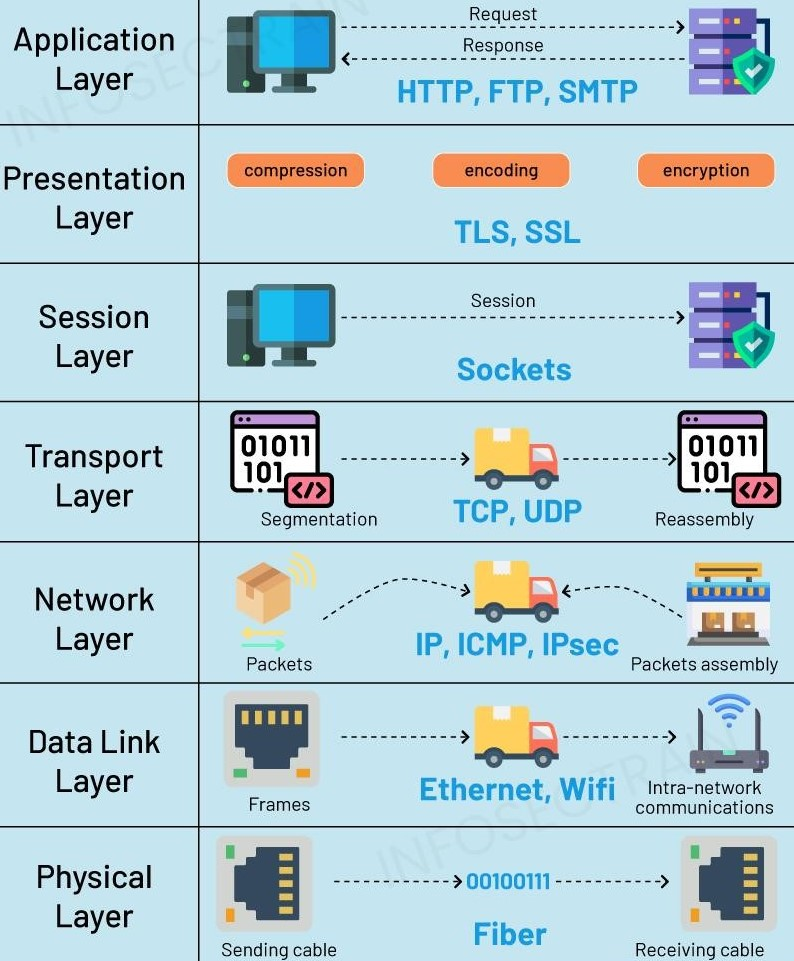 INFOSECTRAIN
Application
Layer
Request
Response
HTTP, FTP, SMTP
Presentation
Layer
compression
encoding
encryption
TLS, SSL
Session
Layer
Session
Sockets
Transport
Layer
01011
101
</>
Segmentation
TCP, UDP
01011
101
</>
Reassembly
Network
Layer
Packets
IP, ICMP, IPsec
Packets assembly
Data Link
Layer
Frames
Ethernet, Wifi
Intra-network
communications
INFOSECTRAIN
Physical
Layer
Sending cable
00100111
Fiber
Receiving cable